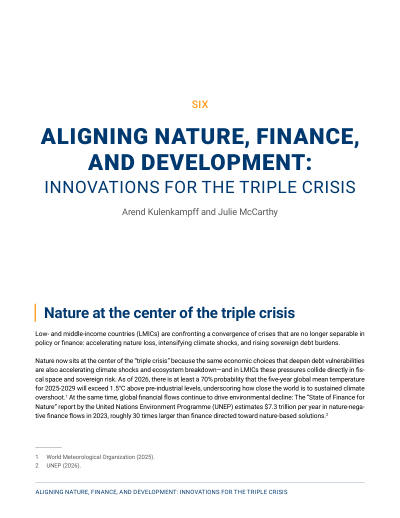 SIX
ALIGNING NATURE, FINANCE,
AND DEVELOPMENT:
INNOVATIONS FOR THE TRIPLE CRISIS
Arend Kulenkampff and Julie McCarthy
Nature at the center of the triple crisis
Low- and middle-income countries (LMICs) are confronting a convergence of crises that are no longer separable in
policy or finance: accelerating nature loss, intensifying climate shocks, and rising sovereign debt burdens.
Nature now sits at the center of the “triple crisis” because the same economic choices that deepen debt vulnerabilities
are also accelerating climate shocks and ecosystem breakdown—and in LMICs these pressures collide directly in fis-
cal space and sovereign risk. As of 2026, there is at least a 70% probability that the five-year global mean temperature
for 2025-2029 will exceed 1.5°C above pre-industrial levels, underscoring how close the world is to sustained climate
overshoot.¹ At the same time, global financial flows continue to drive environmental decline: The “State of Finance for
Nature” report by the United Nations Environment Programme (UNEP) estimates $7.3 trillion per year in nature-nega-
tive finance flows in 2023, roughly 30 times larger than finance directed toward nature-based solutions.²
1 World Meteorological Organization (2025).
2 UNEP (2026).
ALIGNING NATURE, FINANCE, AND DEVELOPMENT: INNOVATIONS FOR THE TRIPLE CRISIS